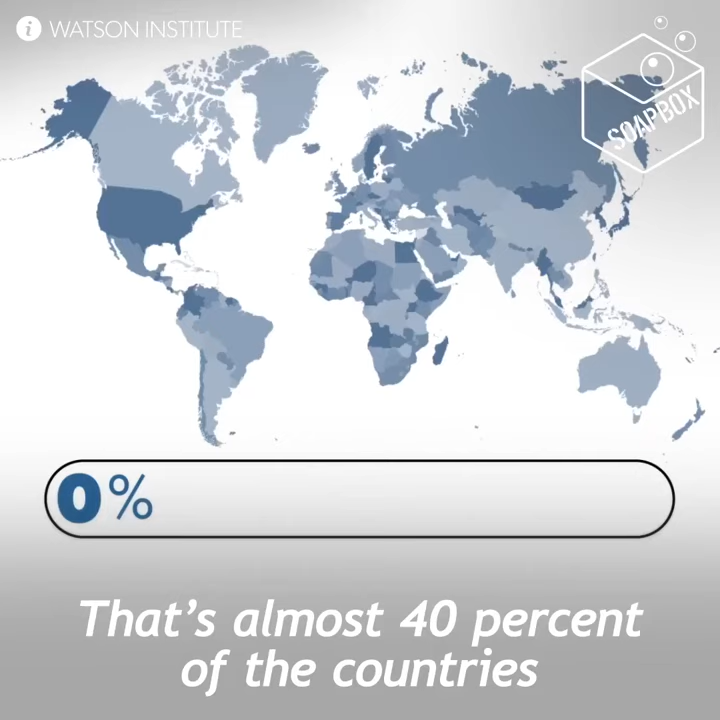 i WATSON INSTITUTE
SOAPBOX
0%
That's almost 40 percent
of the countries